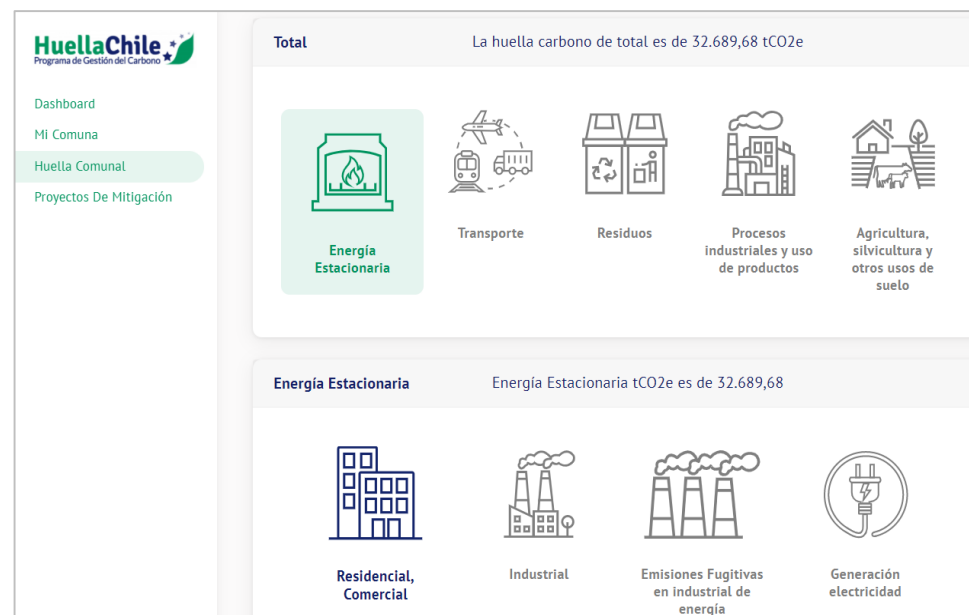 HuellaChile
Programa de Gestión del Carbono
Dashboard
Mi Comuna
Huella Comunal
Proyectos De Mitigación
Total
La huella carbono de total es de 32.689,68 tCO2e
Energía
Estacionaria
Transporte
Residuos
Procesos
industriales y uso
de productos
Agricultura,
silvicultura y
otros usos de
suelo
Energía Estacionaria
Energía Estacionaria tCO2e es de 32.689,68
Residencial,
Comercial
Industrial
Emisiones Fugitivas
en industrial de
energía
Generación
electricidad